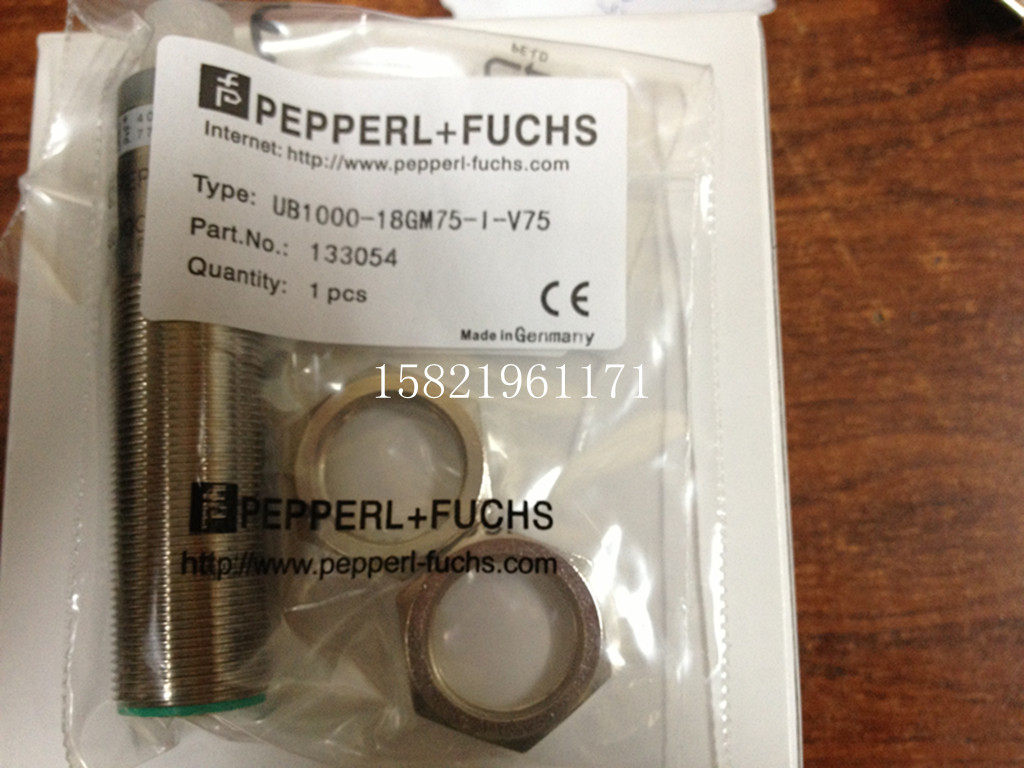 PEPPERL+FUCHS
Internet: http://www.pepperl-fuchs.com
Type: UB1000-18GM75-I-V75
Part.No.: 133054
Quantity: 1 pcs
CE
Made in Germany
15821961171
PEPPERL+FUCHS
http://www.pepperl-fuchs.com